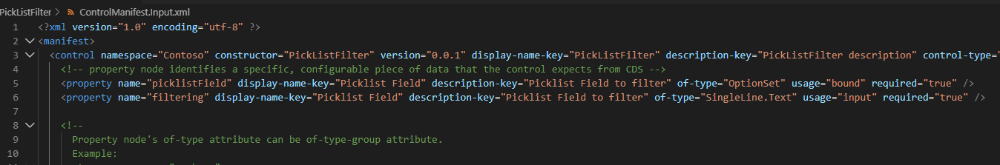 PickListFilter > ControlManifest.Input.xml
1 <?xml version="1.0" encoding="utf-8" ?>
2 <manifest>
3 <control namespace="Contoso" constructor="PickListFilter" version="0.0.1" display-name-key="PickListFilter" description-key="PickListFilter description" control-type="
4 <!-- property node identifies a specific, configurable piece of data that the control expects from CDS -->
5 <property name="picklistField" display-name-key="Picklist Field" description-key="Picklist Field to filter" of-type="OptionSet" usage="bound" required="true" />
6 <property name="filtering" display-name-key="Picklist Field" description-key="Picklist Field to filter" of-type="SingleLine.Text" usage="input" required="true" />
7
8 <!--
9 Property node's of-type attribute can be of-type-group attribute.
10 Example: